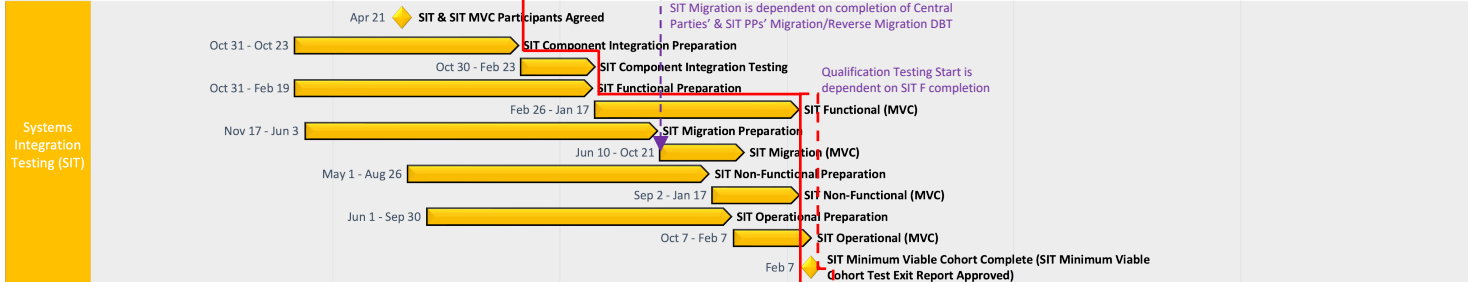 SIT Migration is dependent on completion of Central
Parties’ & SIT PPs’ Migration/Reverse Migration DBT
Apr 21 SIT & SIT MVC Participants Agreed
Oct 31 - Oct 23 SIT Component Integration Preparation
Oct 30 - Feb 23 SIT Component Integration Testing
Qualification Testing Start is
dependent on SIT F completion
Oct 31 - Feb 19 SIT Functional Preparation
Feb 26 - Jan 17 SIT Functional (MVC)
Systems
Integration
Testing (SIT)
Nov 17 - Jun 3 SIT Migration Preparation
Jun 10 - Oct 21 SIT Migration (MVC)
May 1 - Aug 26 SIT Non-Functional Preparation
Sep 2 - Jan 17 SIT Non-Functional (MVC)
Jun 1 - Sep 30 SIT Operational Preparation
Oct 7 - Feb 7 SIT Operational (MVC)
Feb 7 SIT Minimum Viable Cohort Complete (SIT Minimum Viable
Cohort Test Exit Report Approved)